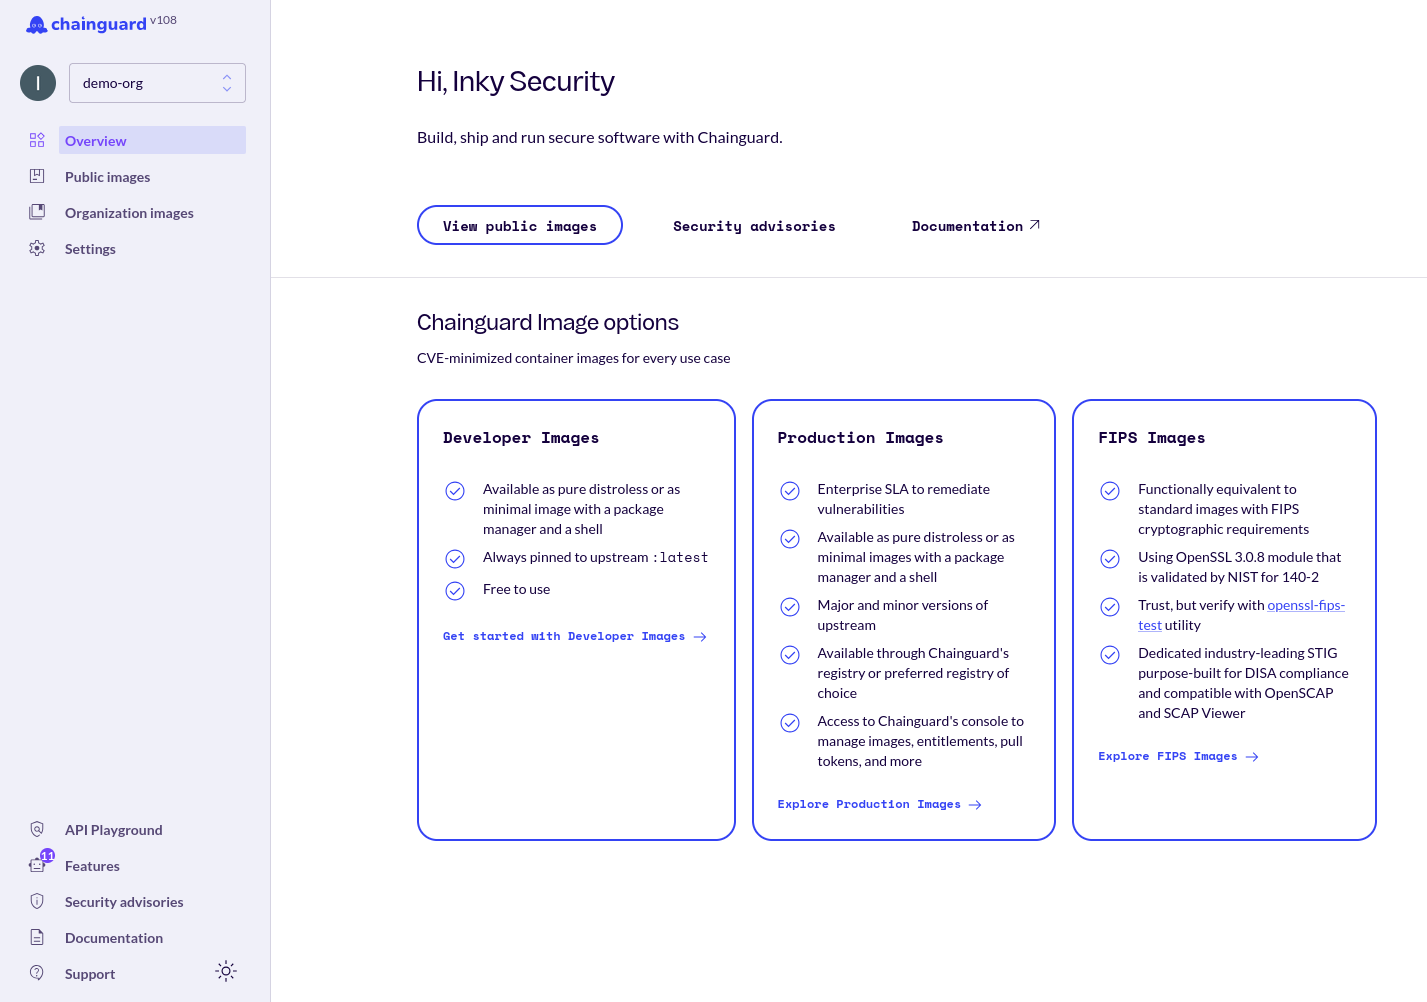 chainguard v108
I
demo-org
Overview
Public images
Organization images
Settings
API Playground
11
Features
Security advisories
Documentation
Support
Hi, Inky Security
Build, ship and run secure software with Chainguard.
View public images
Security advisories
Documentation
Chainguard Image options
CVE-minimized container images for every use case
Developer Images
Available as pure distroless or as
minimal image with a package
manager and a shell
Always pinned to upstream :latest
Free to use
Get started with Developer Images
Production Images
Enterprise SLA to remediate
vulnerabilities
Available as pure distroless or as
minimal images with a package
manager and a shell
Major and minor versions of
upstream
Available through Chainguard's
registry or preferred registry of
choice
Access to Chainguard's console to
manage images, entitlements, pull
tokens, and more
Explore Production Images
FIPS Images
Functionally equivalent to
standard images with FIPS
cryptographic requirements
Using OpenSSL 3.0.8 module that
is validated by NIST for 140-2
Trust, but verify with openssl-fips-
test utility
Dedicated industry-leading STIG
purpose-built for DISA compliance
and compatible with OpenSCAP
and SCAP Viewer
Explore FIPS Images